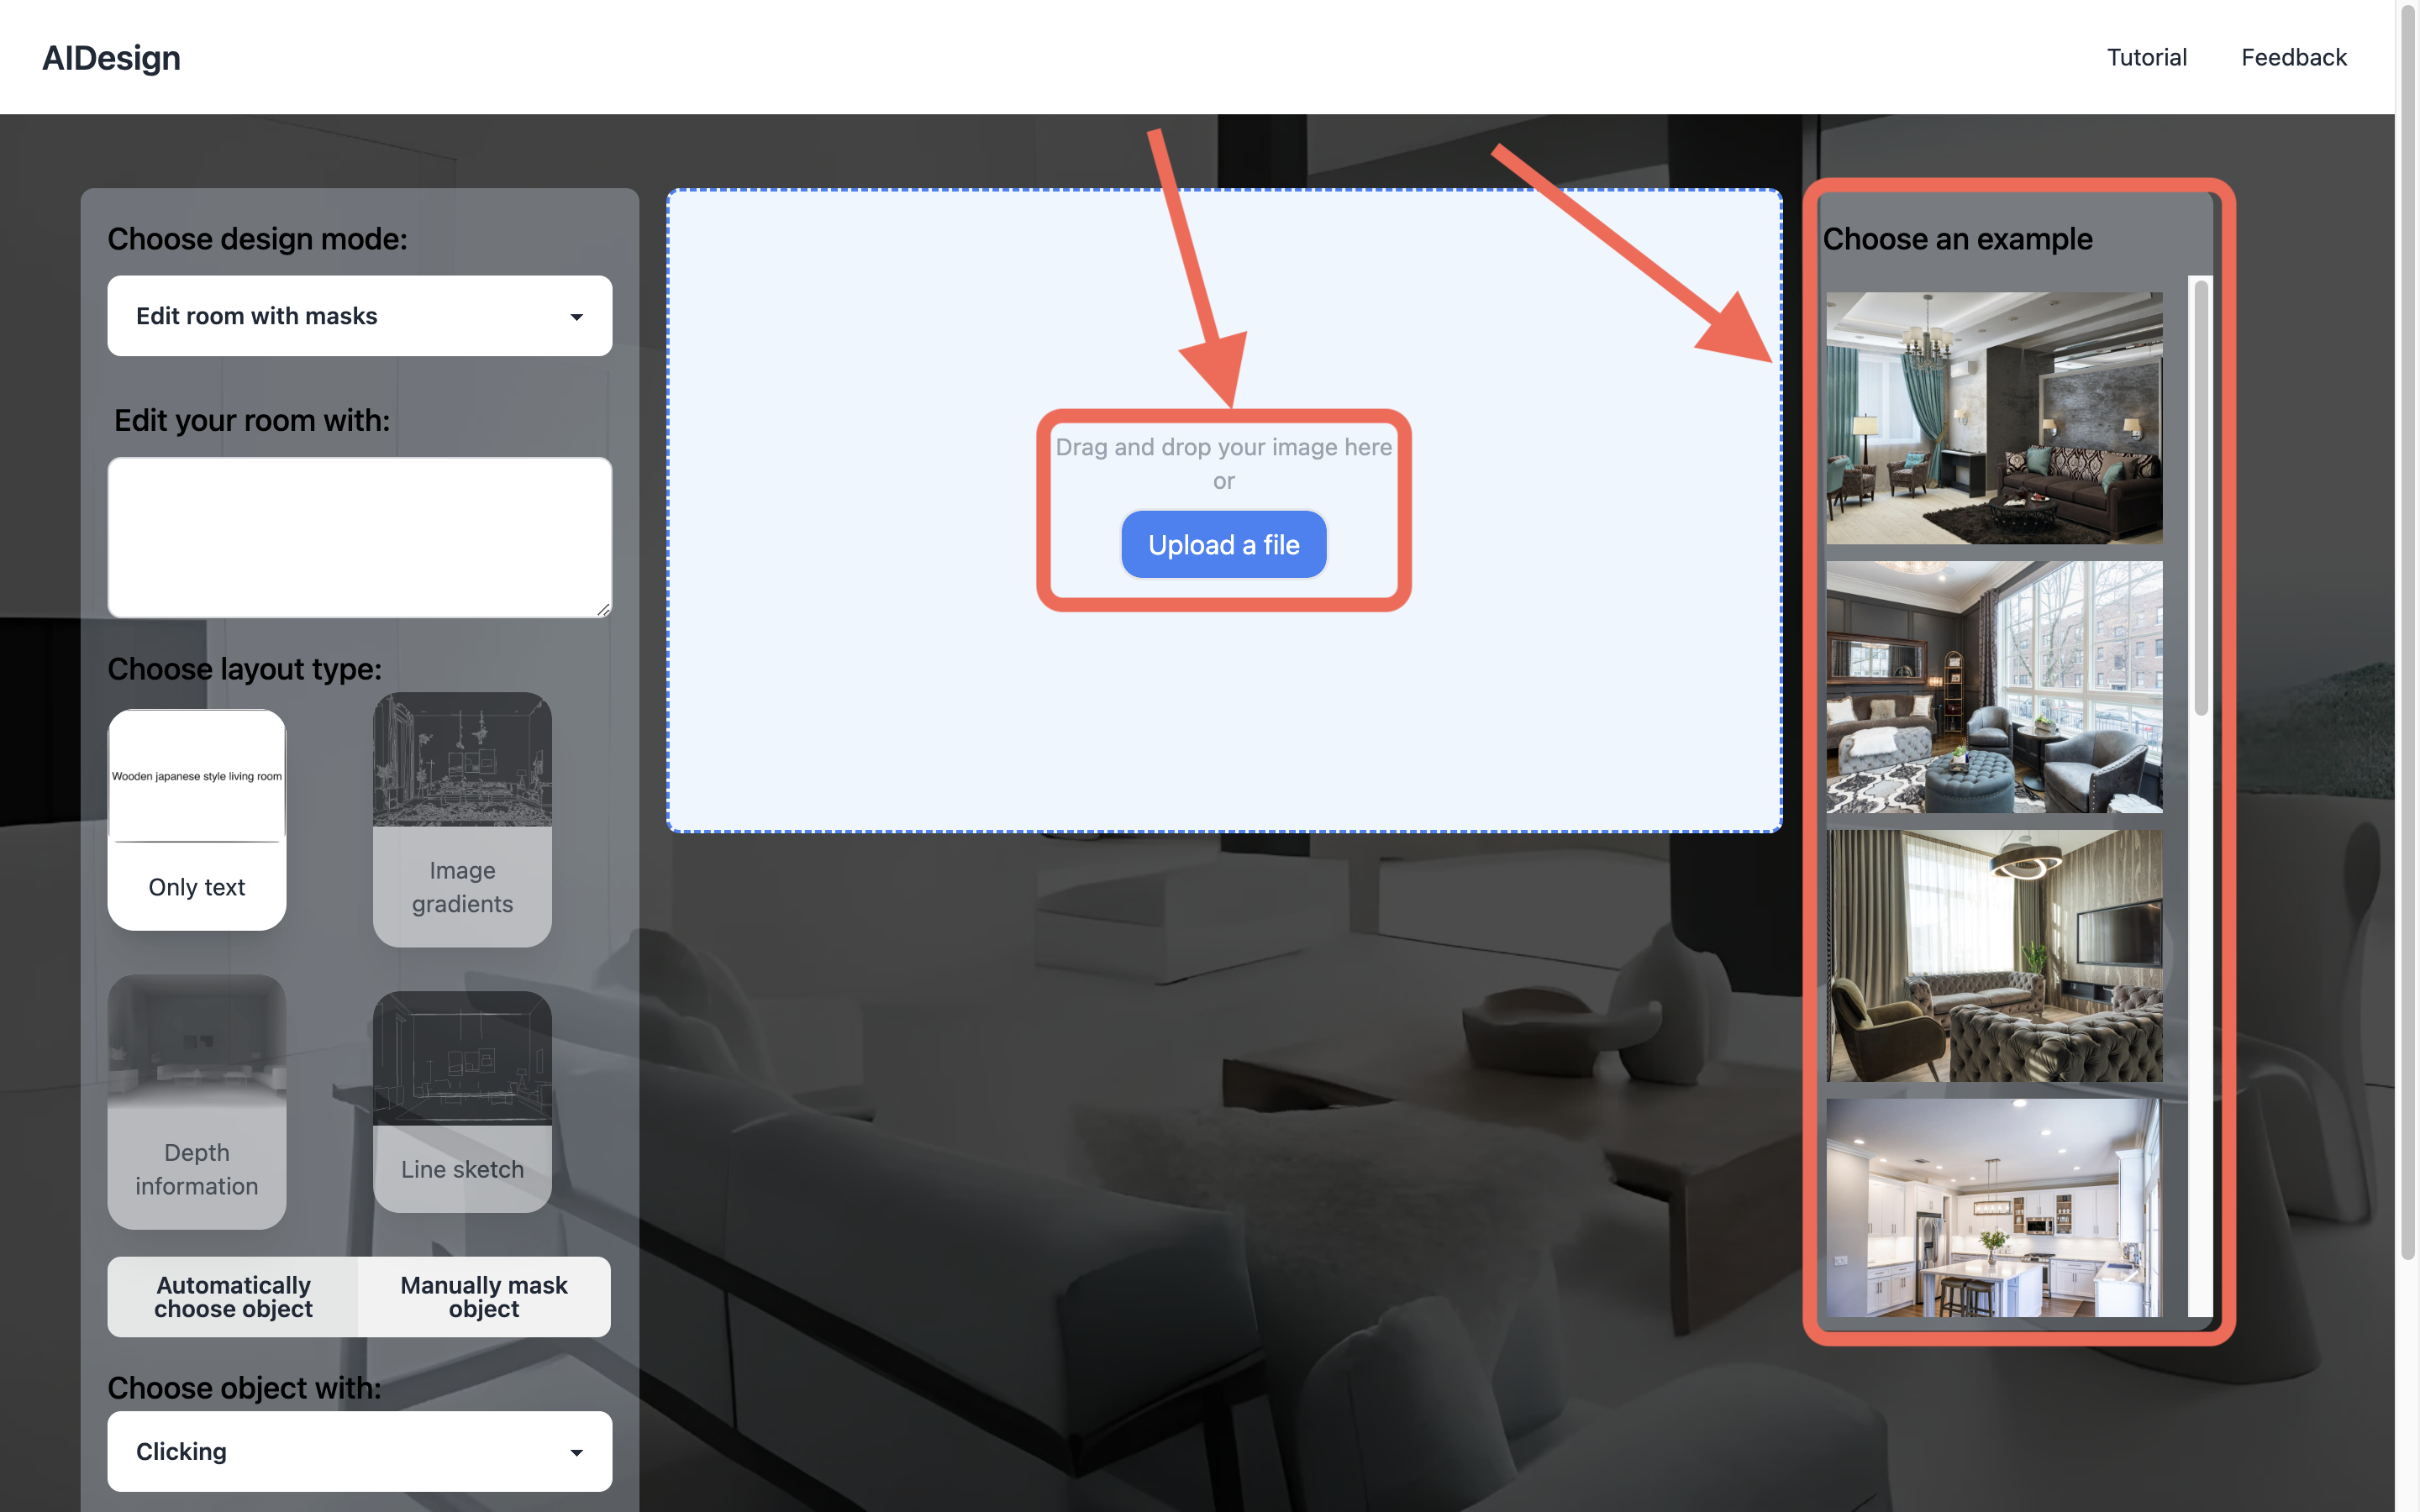 AIDesign
Tutorial
Feedback
Choose design mode:
Edit room with masks
Edit your room with:
Choose layout type:
Wooden japanese style living room
Only text
Image
gradients
Depth
information
Line sketch
Automatically
choose object
Manually mask
object
Choose object with:
Clicking
Drag and drop your image here
or
Upload a file
Choose an example